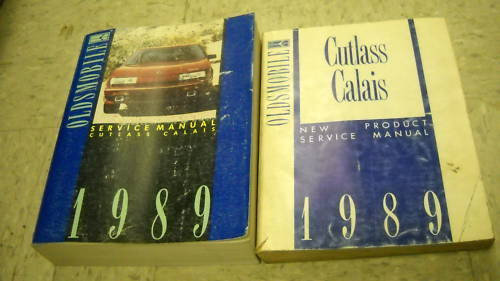 OLDSMOBILE
SERVICE MANUAL
CUTLASS CALAIS
1989
OLDSMOBILE
Cutlass
Calais
NEW PRODUCT
SERVICE MANUAL
1989